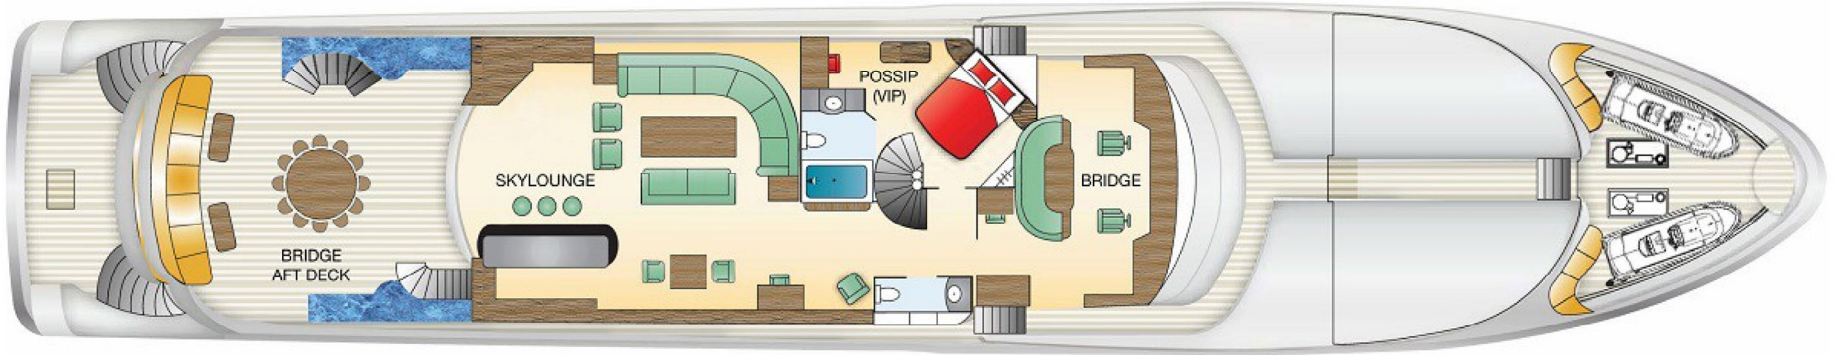 POSSIP
(VIP)
SKYLOUNGE
BRIDGE
BRIDGE
AFT DECK